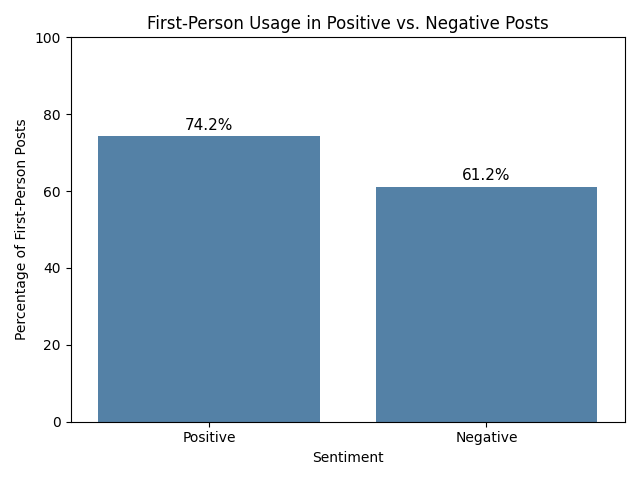 First-Person Usage in Positive vs. Negative Posts
Percentage of First-Person Posts
100
80
60
40
20
0
74.2%
61.2%
Positive
Negative
Sentiment